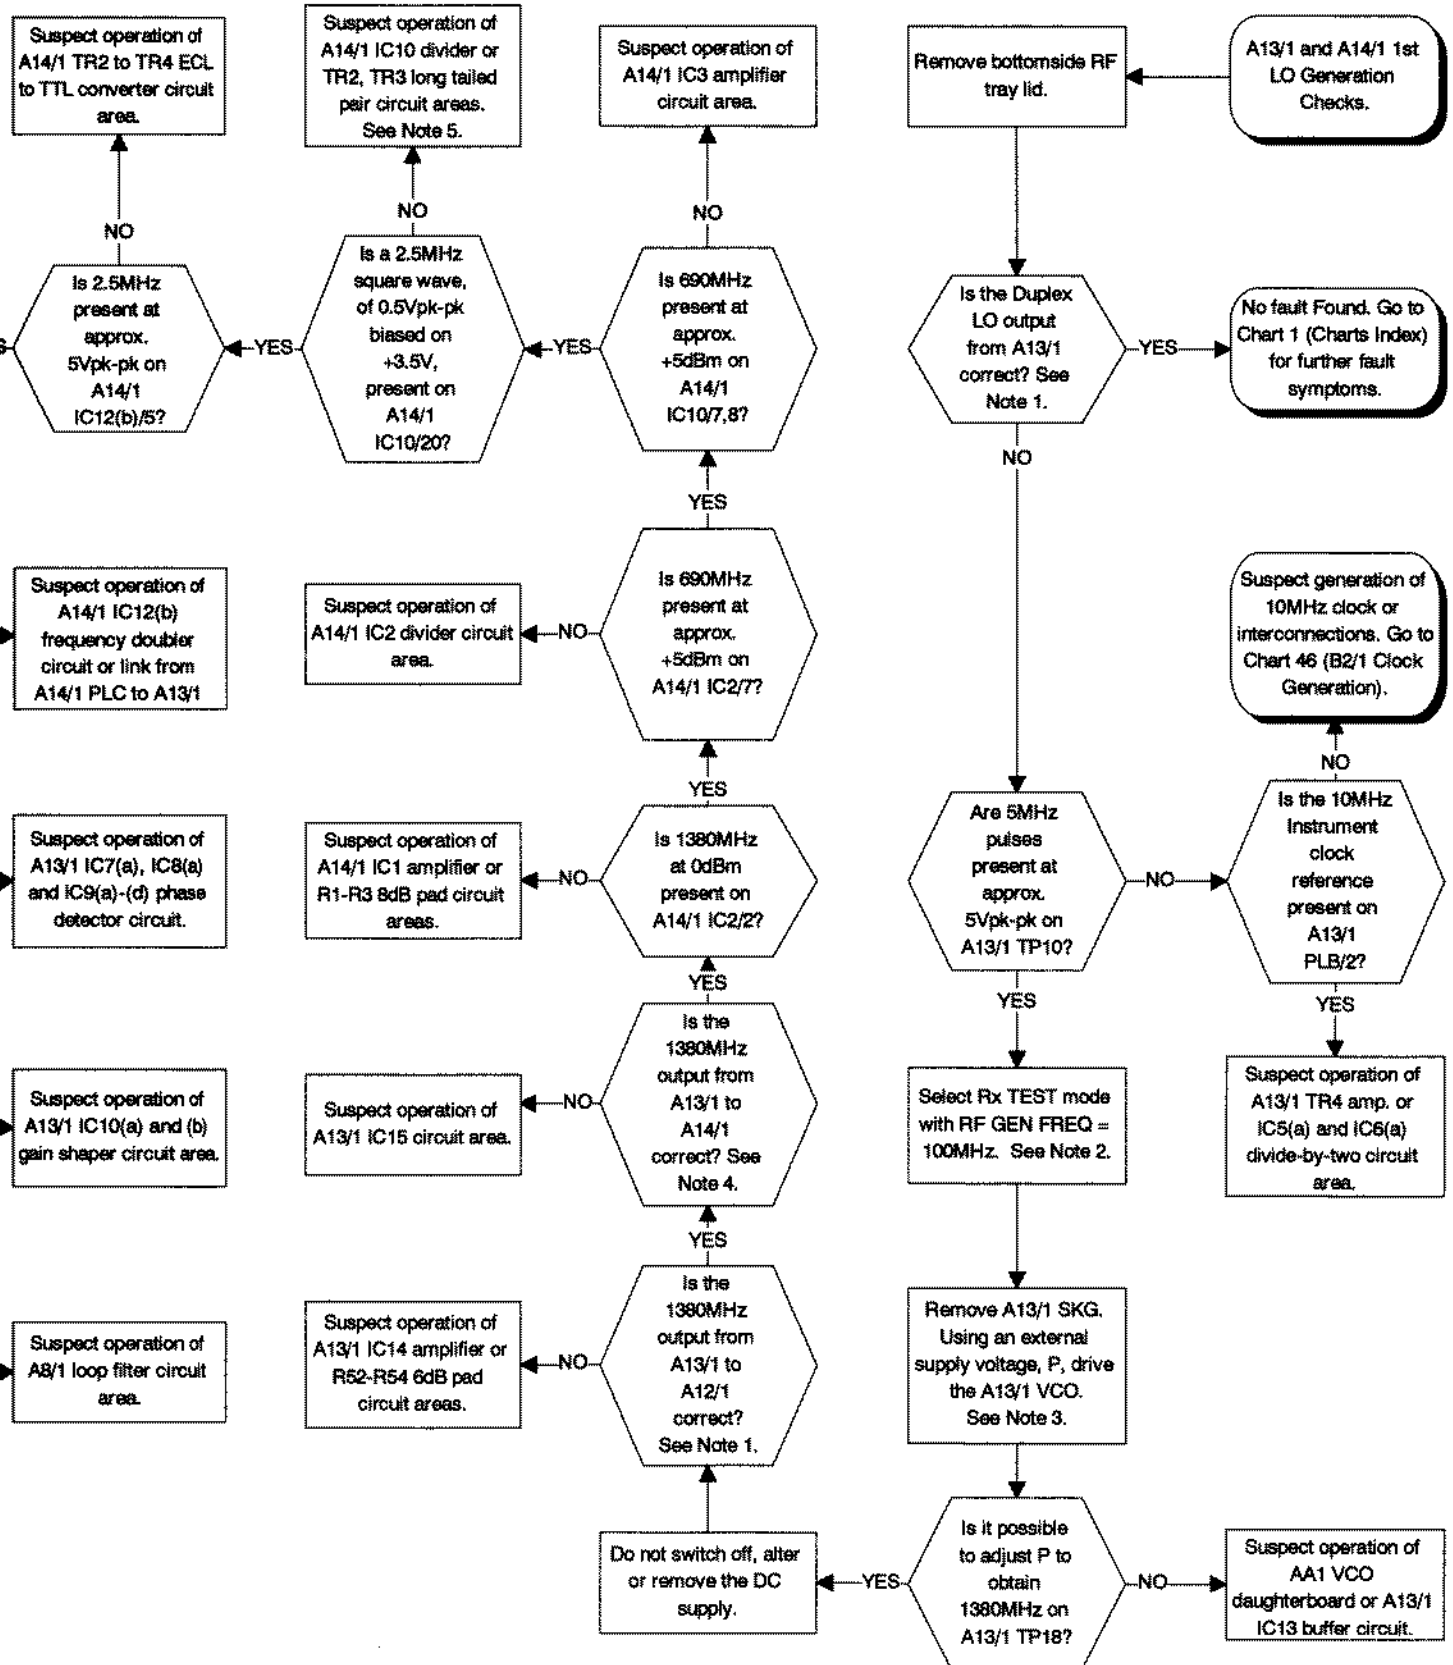 A13/1 and A14/1 1st
LO Generation
Checks.
Remove bottomside RF
tray lid.
Is the Duplex
LO output
from A13/1
correct? See
Note 1.
YES
No fault Found. Go to
Chart 1 (Charts Index)
for further fault
symptoms.
NO
Are 5MHz
pulses
present at
approx.
5Vpk-pk on
A13/1 TP10?
NO
Is the 10MHz
Instrument
clock
reference
present on
A13/1
PLB/2?
NO
Suspect generation of
10MHz clock or
interconnections. Go to
Chart 46 (B2/1 Clock
Generation).
YES
Suspect operation of
A13/1 TR4 amp. or
IC5(a) and IC6(a)
divide-by-two circuit
area.
YES
Select Rx TEST mode
with RF GEN FREQ =
100MHz. See Note 2.
Remove A13/1 SKG.
Using an external
supply voltage, P, drive
the A13/1 VCO.
See Note 3.
Is it possible
to adjust P to
obtain
1380MHz on
A13/1 TP18?
NO
Suspect operation of
AA1 VCO
daughterboard or A13/1
IC13 buffer circuit.
YES
Do not switch off, alter
or remove the DC
supply.
Is the
1380MHz
output from
A13/1 to
A12/1
correct?
See Note 1.
NO
Suspect operation of
A13/1 IC14 amplifier or
R52-R54 6dB pad
circuit areas.
YES
Is the
1380MHz
output from
A13/1 to
A14/1
correct? See
Note 4.
NO
Suspect operation of
A13/1 IC15 circuit area.
YES
Is 1380MHz
at 0dBm
present on
A14/1 IC2/2?
NO
Suspect operation of
A14/1 IC1 amplifier or
R1-R3 8dB pad circuit
areas.
YES
Is 690MHz
present at
approx.
+5dBm on
A14/1 IC2/7?
NO
Suspect operation of
A14/1 IC2 divider circuit
area.
YES
Is 690MHz
present at
approx.
+5dBm on
A14/1
IC10/7,8?
NO
Suspect operation of
A14/1 IC3 amplifier
circuit area.
YES
Is a 2.5MHz
square wave,
of 0.5Vpk-pk
biased on
+3.5V,
present on
A14/1
IC10/20?
NO
Suspect operation of
A14/1 IC10 divider or
TR2, TR3 long tailed
pair circuit areas.
See Note 5.
YES
Is 2.5MHz
present at
approx.
5Vpk-pk on
A14/1
IC12(b)/5?
NO
Suspect operation of
A14/1 TR2 to TR4 ECL
to TTL converter circuit
area.
S
Suspect operation of
A14/1 IC12(b)
frequency doubler
circuit or link from
A14/1 PLC to A13/1
Suspect operation of
A13/1 IC7(a), IC8(a)
and IC9(a)-(d) phase
detector circuit.
Suspect operation of
A13/1 IC10(a) and (b)
gain shaper circuit area.
Suspect operation of
A8/1 loop filter circuit
area.